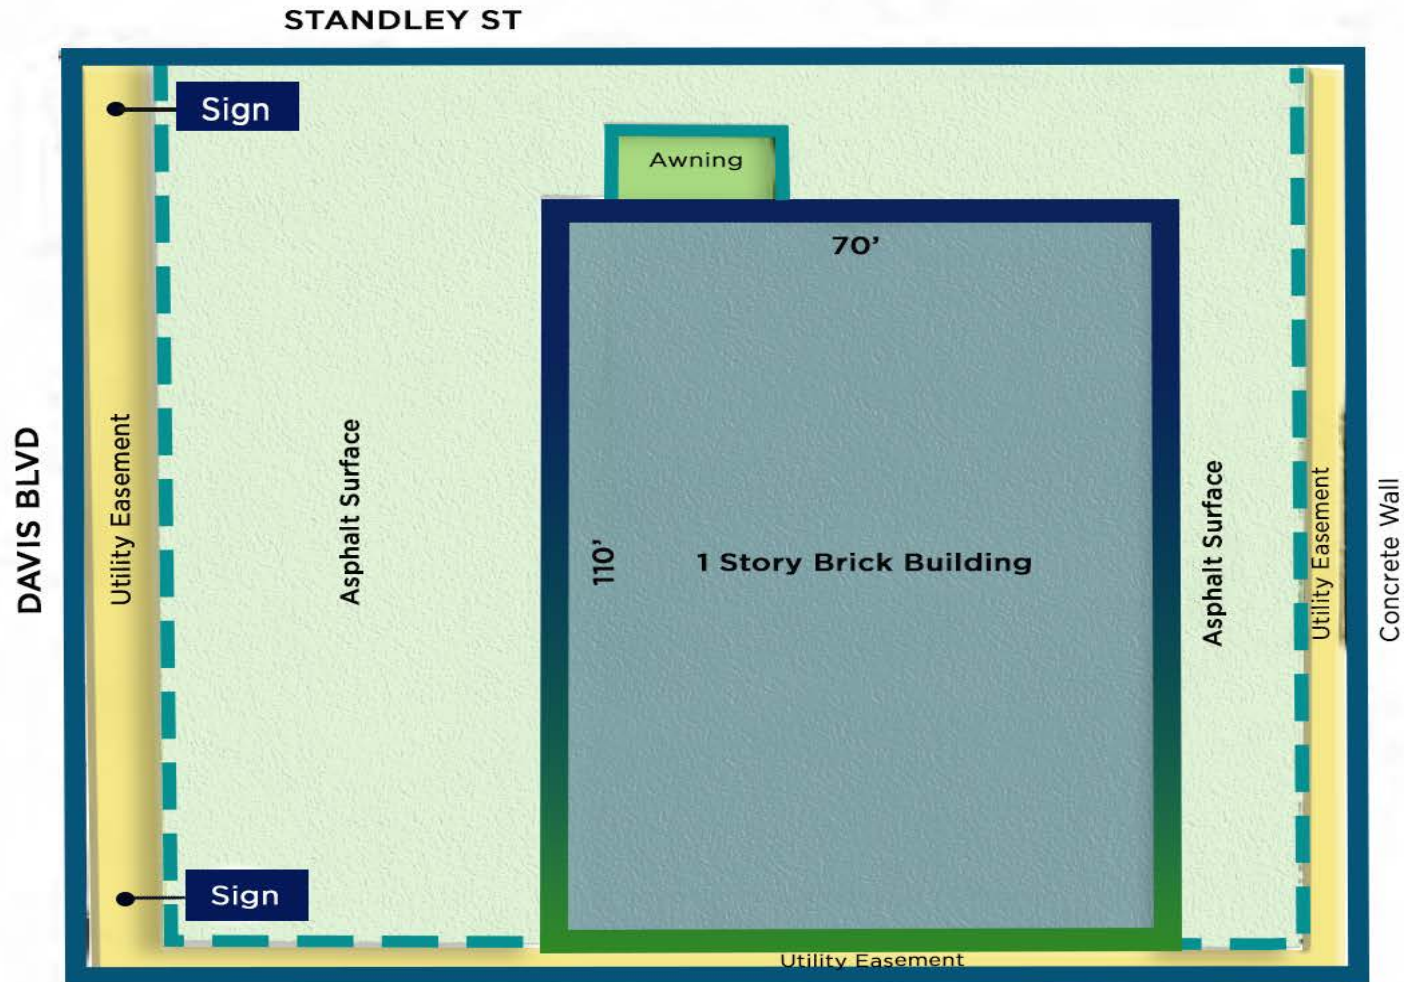 STANDLEY ST
Sign
Awning
70’
DAVIS BLVD
Utility Easement
Asphalt Surface
110’
1 Story Brick Building
Asphalt Surface
Utility Easement
Concrete Wall
Sign
Utility Easement